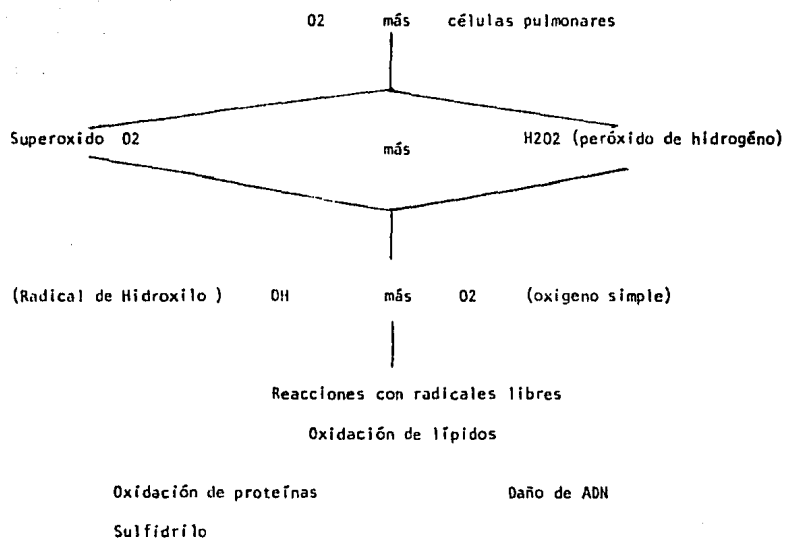 O2 más células pulmonares
Superoxido O2 más H2O2 (peróxido de hidrogéno)
(Radical de Hidroxilo ) OH más O2 (oxigeno simple)
Reacciones con radicales libres
Oxidación de lípidos
Oxidación de proteínas Daño de ADN
Sulfidrilo